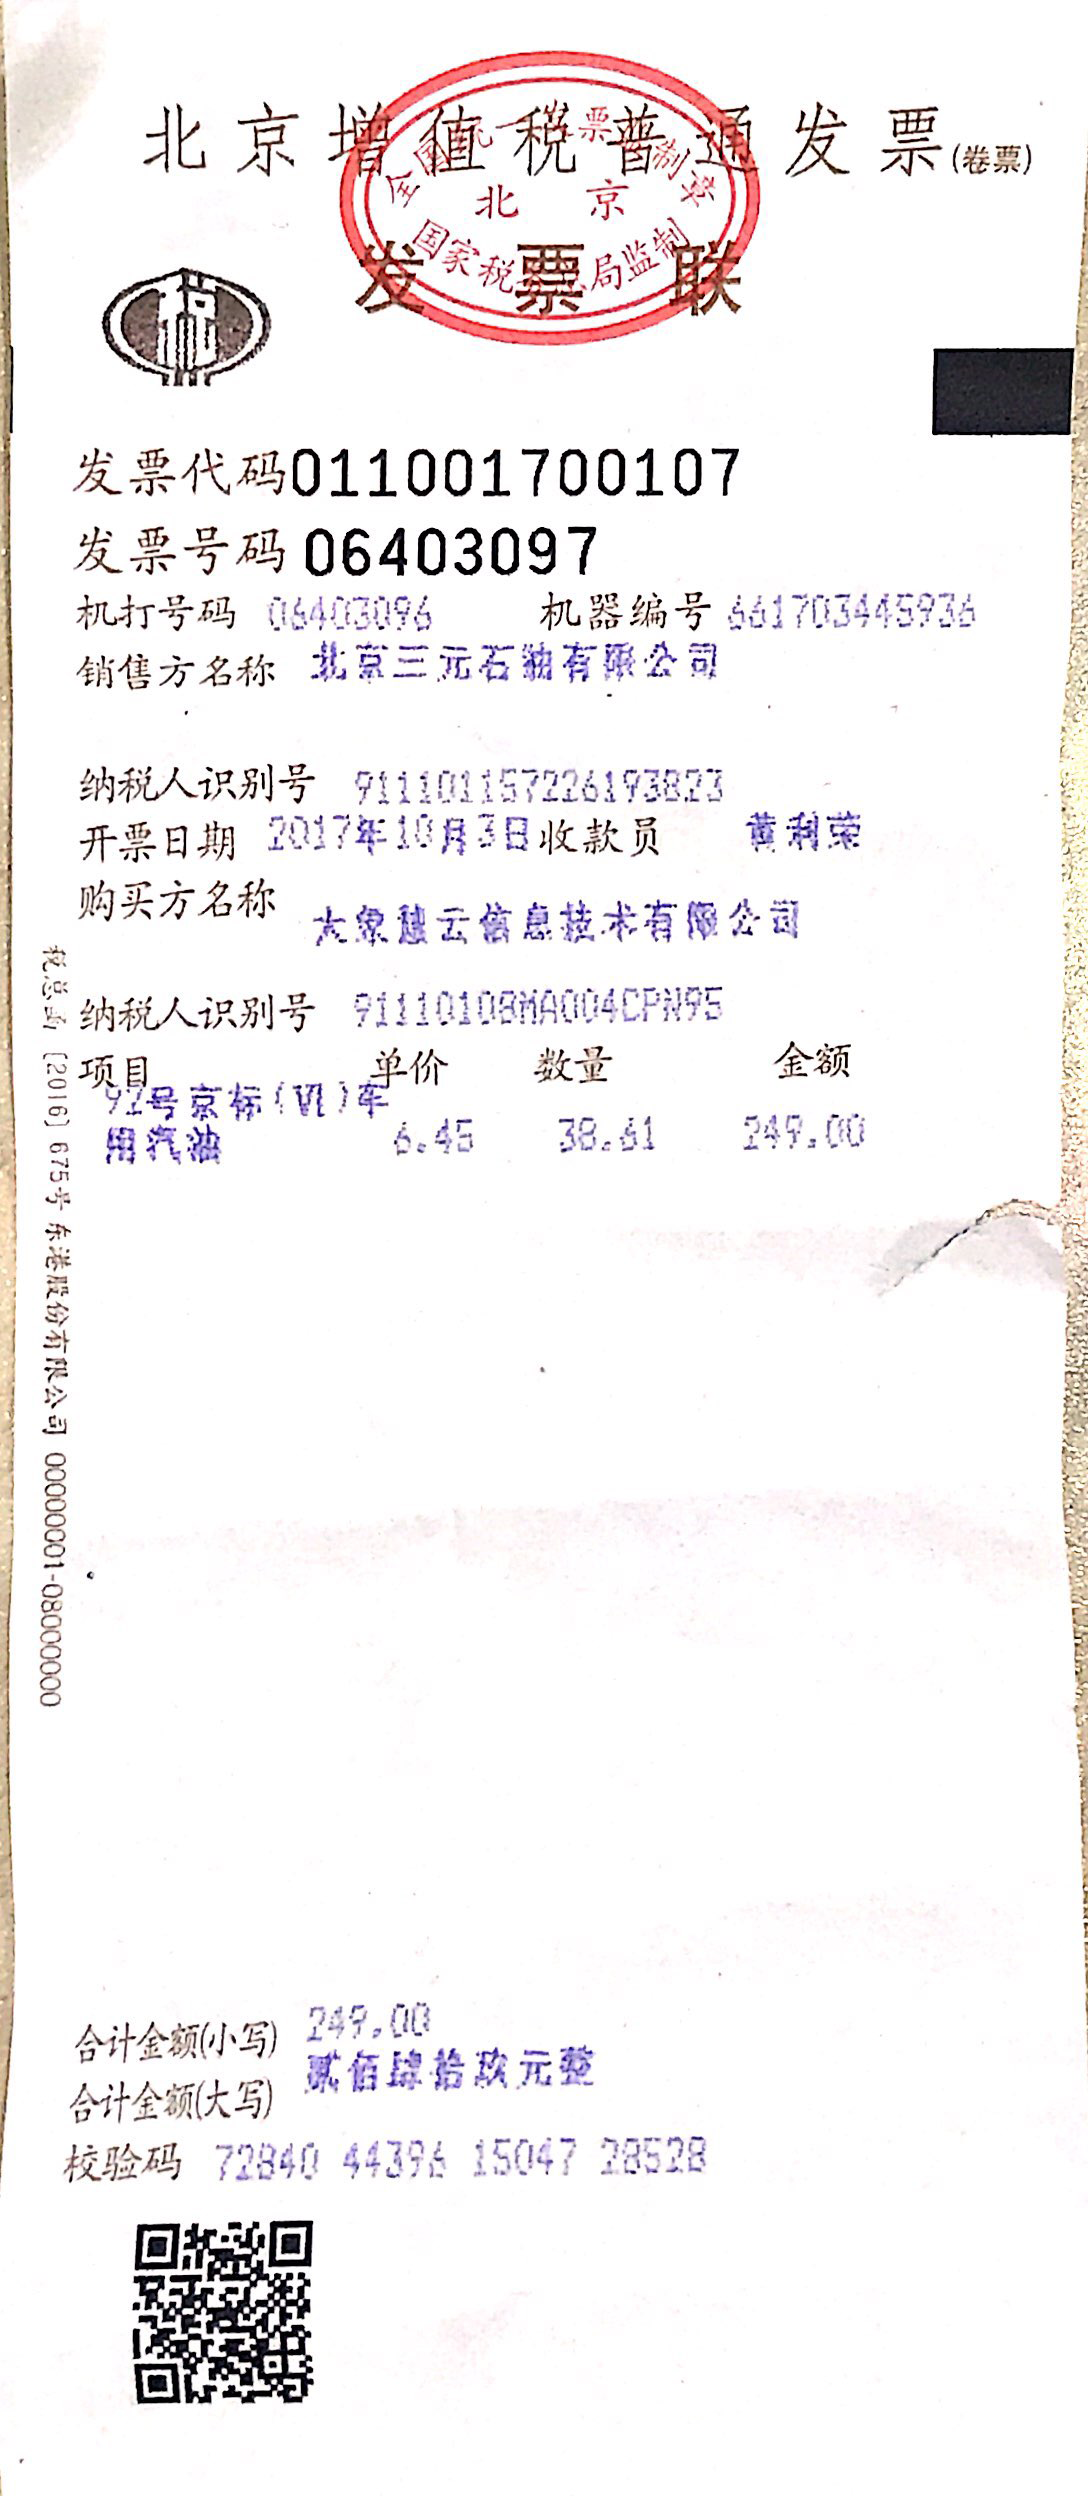 北京增值税普通发票(卷票)
全国统一发票监制章
北京
国家税务总局监制
发票联
发票代码011001700107
发票号码 06403097
机打号码 06403096 机器编号 661703445936
销售方名称 北京三元石油有限公司
纳税人识别号 911101157226193823
开票日期 2017年10月3日收款员 黄利荣
购买方名称
大象慧云信息技术有限公司
纳税人识别号 91110108MA004CPN95
项目 单价 数量 金额
92号京标(Ⅵ)车
用汽油 6.45 38.61 249.00
税总函 [2016] 675号 东港股份有限公司 00000001-08000000
合计金额(小写) 249.00
合计金额(大写) 贰佰肆拾玖元整
校验码 72840 44396 15047 28528